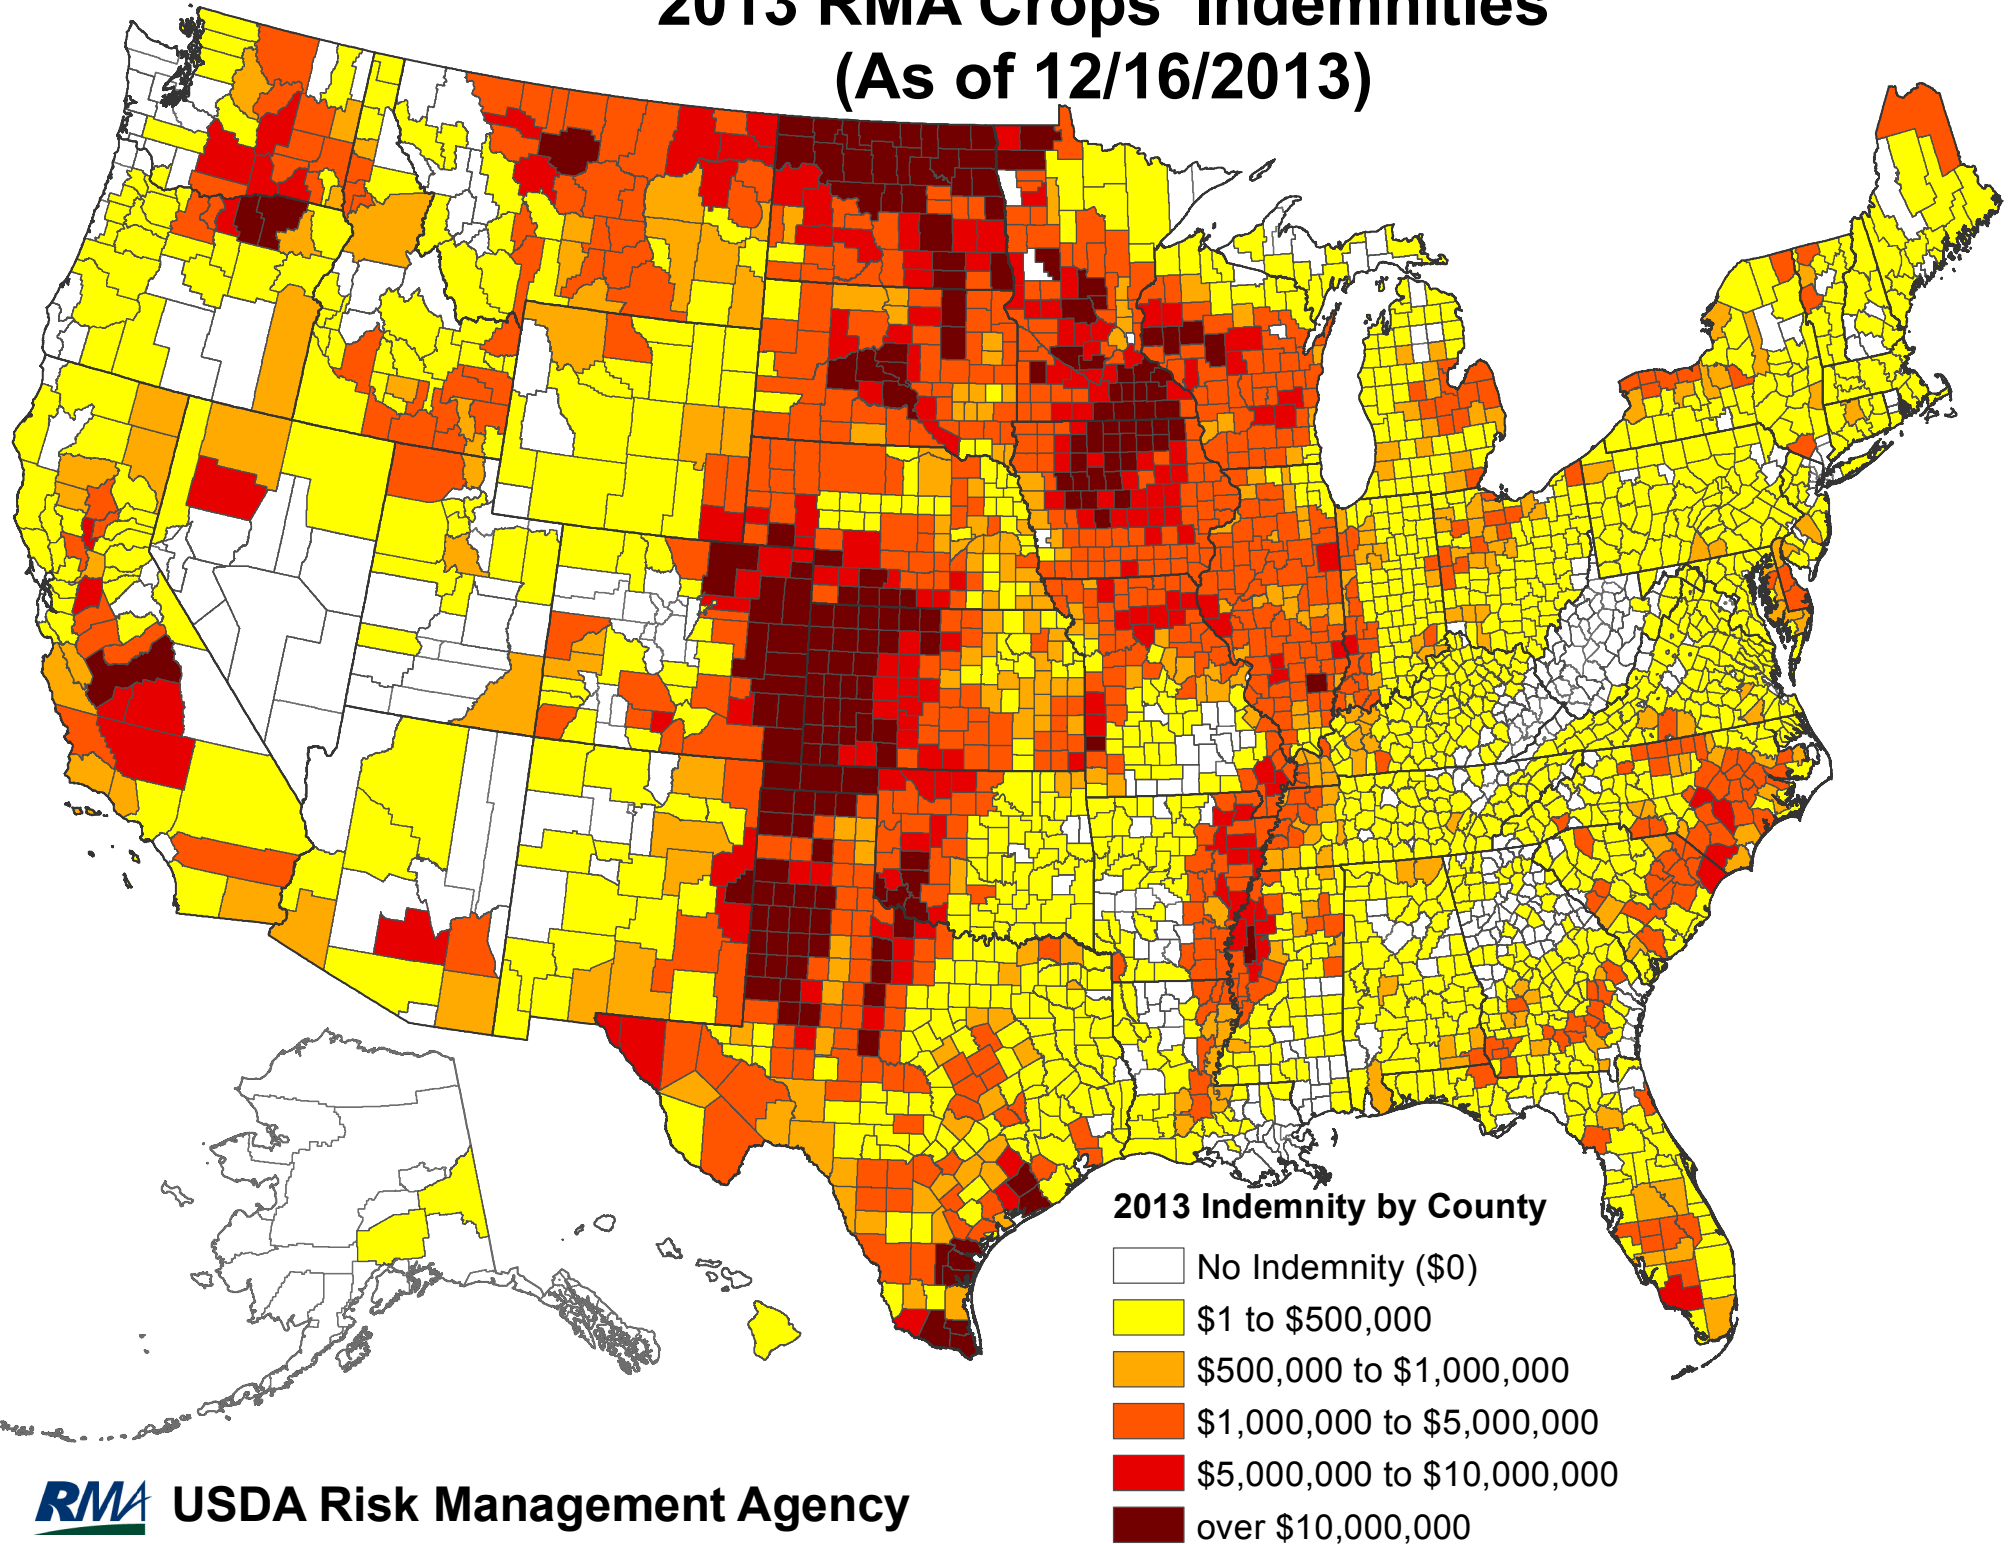 2013 RMA Crops' Indemnities
(As of 12/16/2013)
2013 Indemnity by County
No Indemnity ($0)
$1 to $500,000
$500,000 to $1,000,000
$1,000,000 to $5,000,000
$5,000,000 to $10,000,000
over $10,000,000
RMA USDA Risk Management Agency